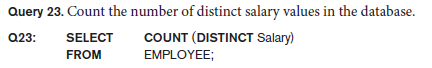 Query 23. Count the number of distinct salary values in the database.
Q23: SELECT COUNT (DISTINCT Salary)
FROM EMPLOYEE;